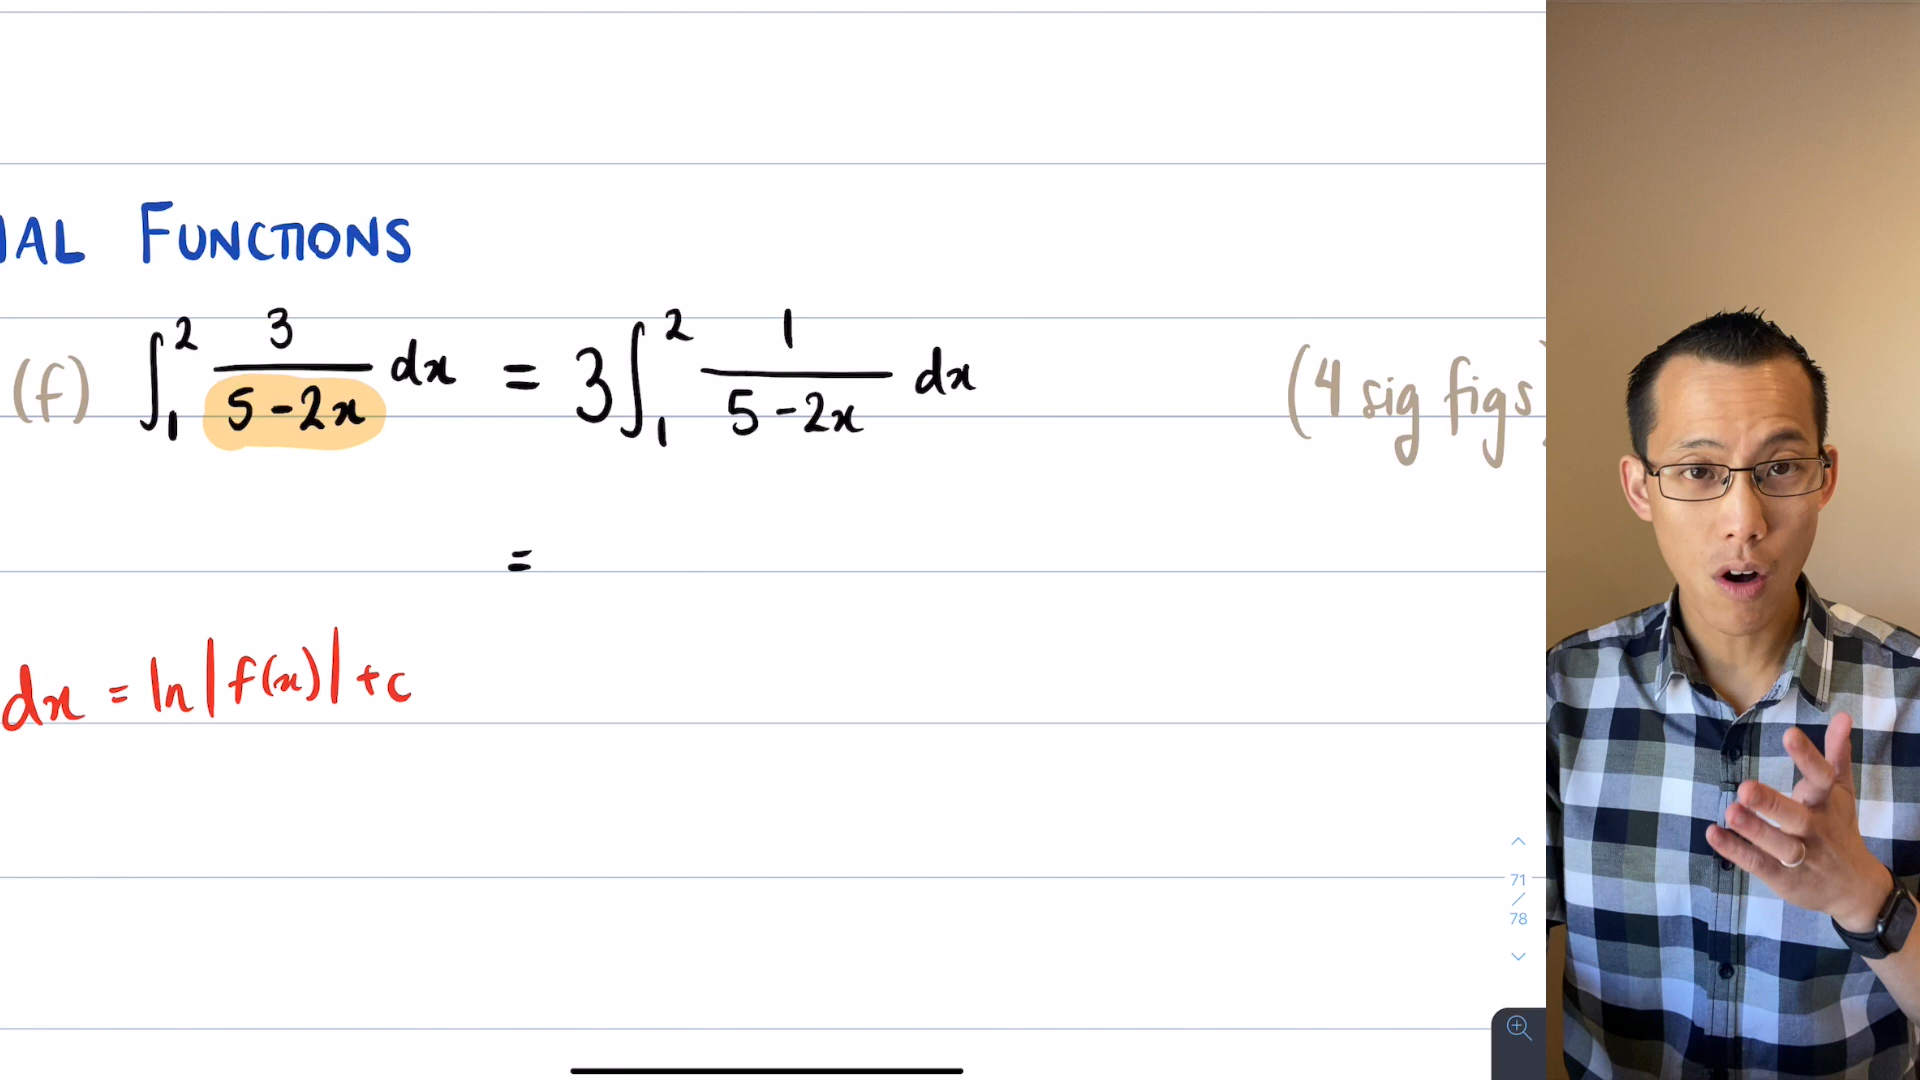 IAL FUNCTIONS
(f) ∫₁² 3/(5-2x) dx = 3∫₁² 1/(5-2x) dx (4 sig figs)
=
dx = ln|f(x)| + c
71
/
78